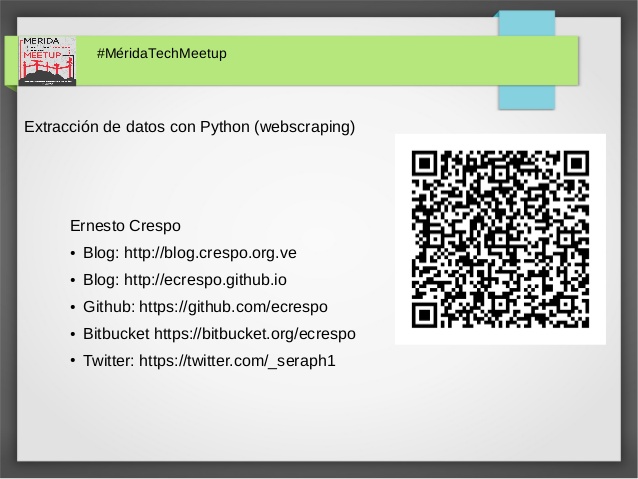 MERIDA
MEETUP
#MéridaTechMeetup
Extracción de datos con Python (webscraping)
Ernesto Crespo
• Blog: http://blog.crespo.org.ve
• Blog: http://ecrespo.github.io
• Github: https://github.com/ecrespo
• Bitbucket https://bitbucket.org/ecrespo
• Twitter: https://twitter.com/_seraph1